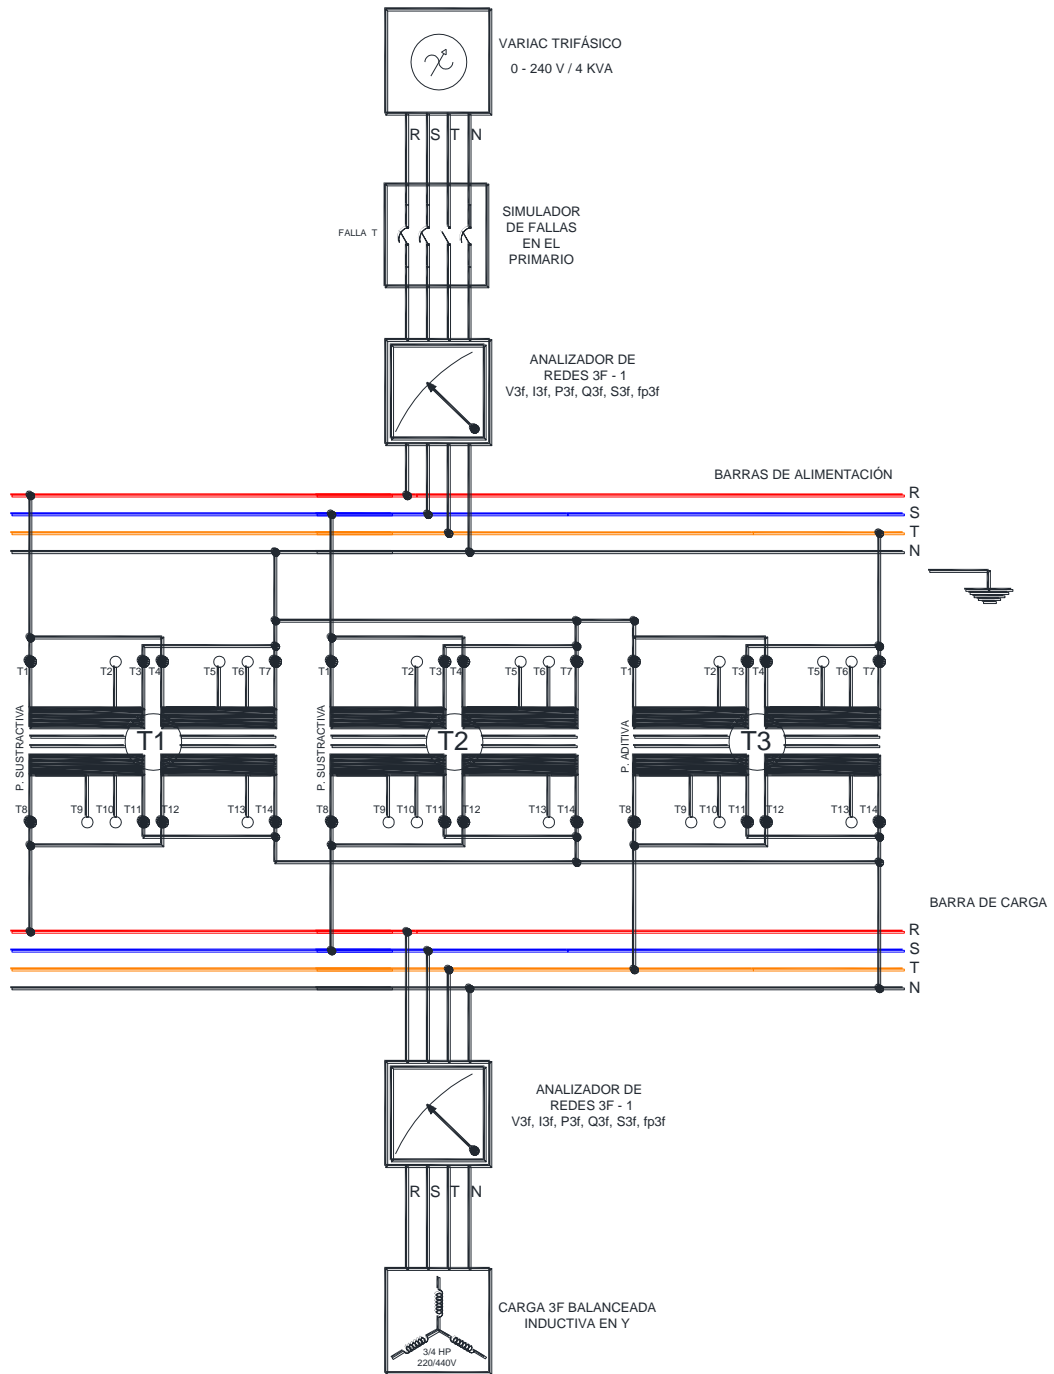 VARIAC TRIFÁSICO
0 - 240 V / 4 KVA
R S T N
SIMULADOR
DE FALLAS
EN EL
PRIMARIO
FALLA T
ANALIZADOR DE
REDES 3F - 1
V3f, I3f, P3f, Q3f, S3f, fp3f
BARRAS DE ALIMENTACIÓN
R
S
T
N
T1 T2 T3 T4 T5 T6 T7
T1 T2 T3 T4 T5 T6 T7
T1 T2 T3 T4 T5 T6 T7
P. SUSTRACTIVA
T1
P. SUSTRACTIVA
T2
P. ADITIVA
T3
T8 T9 T10 T11 T12 T13 T14
T8 T9 T10 T11 T12 T13 T14
T8 T9 T10 T11 T12 T13 T14
BARRA DE CARGA
R
S
T
N
ANALIZADOR DE
REDES 3F - 1
V3f, I3f, P3f, Q3f, S3f, fp3f
R S T N
CARGA 3F BALANCEADA
INDUCTIVA EN Y
3/4 HP
220/440V